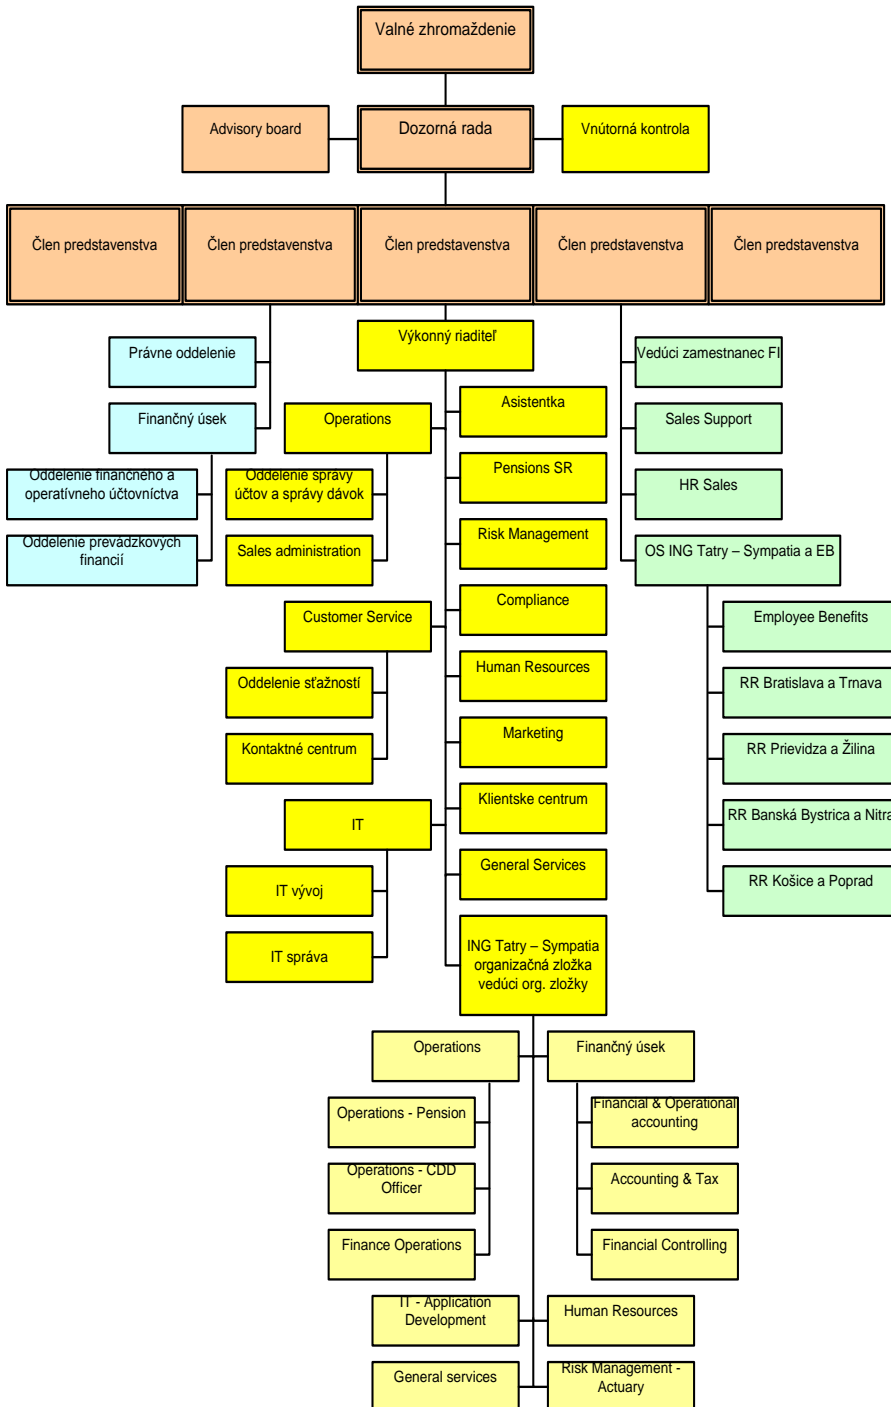 Valné zhromaždenie
Advisory board
Dozorná rada
Vnútorná kontrola
Člen predstavenstva
Člen predstavenstva
Člen predstavenstva
Člen predstavenstva
Člen predstavenstva
Výkonný riaditeľ
Právne oddelenie
Finančný úsek
Oddelenie finančného a
operatívneho účtovníctva
Oddelenie prevádzkových
financií
Operations
Oddelenie správy
účtov a správy dávok
Sales administration
Customer Service
Oddelenie sťažností
Kontaktné centrum
IT
IT vývoj
IT správa
Asistentka
Pensions SR
Risk Management
Compliance
Human Resources
Marketing
Klientske centrum
General Services
ING Tatry – Sympatia
organizačná zložka
vedúci org. zložky
Vedúci zamestnanec FI
Sales Support
HR Sales
OS ING Tatry – Sympatia a EB
Employee Benefits
RR Bratislava a Trnava
RR Prievidza a Žilina
RR Banská Bystrica a Nitra
RR Košice a Poprad
Operations
Finančný úsek
Operations - Pension
Operations - CDD
Officer
Finance Operations
Financial & Operational
accounting
Accounting & Tax
Financial Controlling
IT - Application
Development
Human Resources
General services
Risk Management -
Actuary